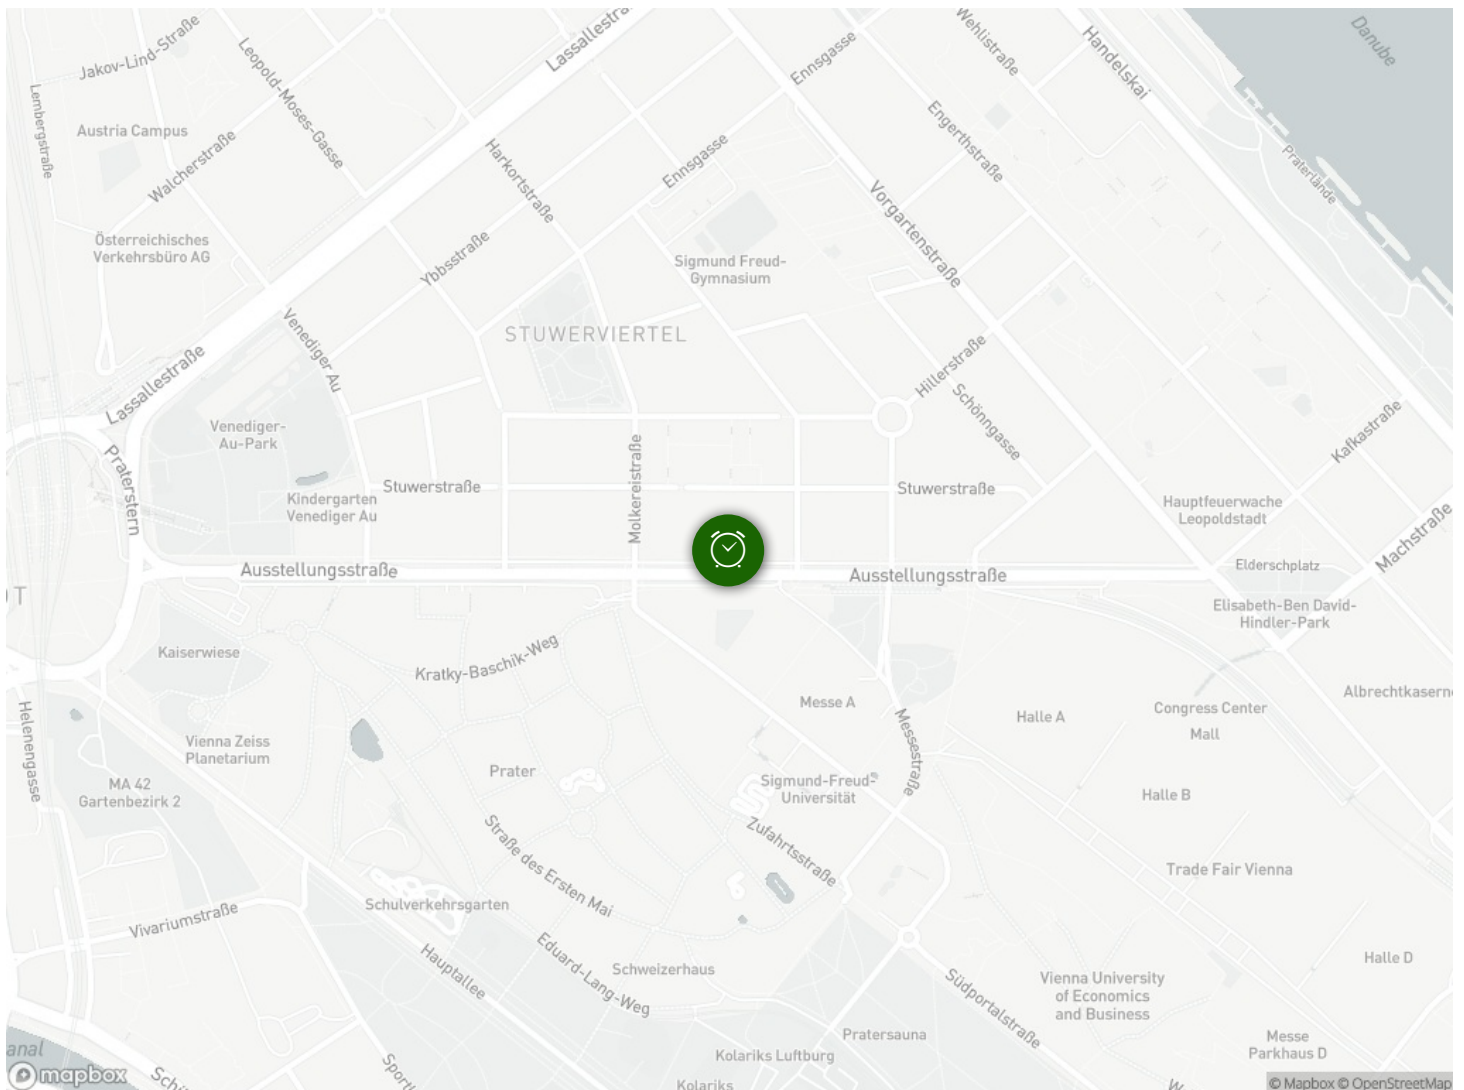 Jakov-Lind-Straße
Leopold-Moses-Gasse
Lassallestra
Wehlistraße
Handelskai
Danube
Ennsgasse
Lembergstraße
Austria Campus
Walcherstraße
Harkortstraße
Ennsgasse
Engerthstraße
Praterlände
Vorgartenstraße
Österreichisches
Verkehrsbüro AG
Ybbsstraße
Sigmund Freud-
Gymnasium
Venediger Au
STUWERVIERTEL
Lassallestraße
Hillerstraße
Schönngasse
Kafkastraße
Venediger-
Au-Park
Praterstern
Molkereistraße
Stuwerstraße
Stuwerstraße
Kindergarten
Venediger Au
Hauptfeuerwache
Leopoldstadt
Machstraße
Ausstellungsstraße
Ausstellungsstraße
Elderschplatz
T
Elisabeth-Ben David-
Hindler-Park
Kaiserwiese
Kratky-Baschik-Weg
Helenengasse
Messe A
Messestraße
Halle A
Congress Center
Mall
Albrechtkasern
Vienna Zeiss
Planetarium
Prater
MA 42
Gartenbezirk 2
Sigmund-Freud-
Universität
Halle B
Straße des Ersten Mai
Zufahrtsstraße
Trade Fair Vienna
Schulverkehrsgarten
Vivariumstraße
Hauptallee
Eduard-Lang-Weg
Schweizerhaus
Südportalstraße
Vienna University
of Economics
and Business
Halle D
Pratersauna
Messe
Parkhaus D
Kolariks Luftburg
Kolariks
anal
mapbox
Sch
Sport
W
© Mapbox © OpenStreetMap